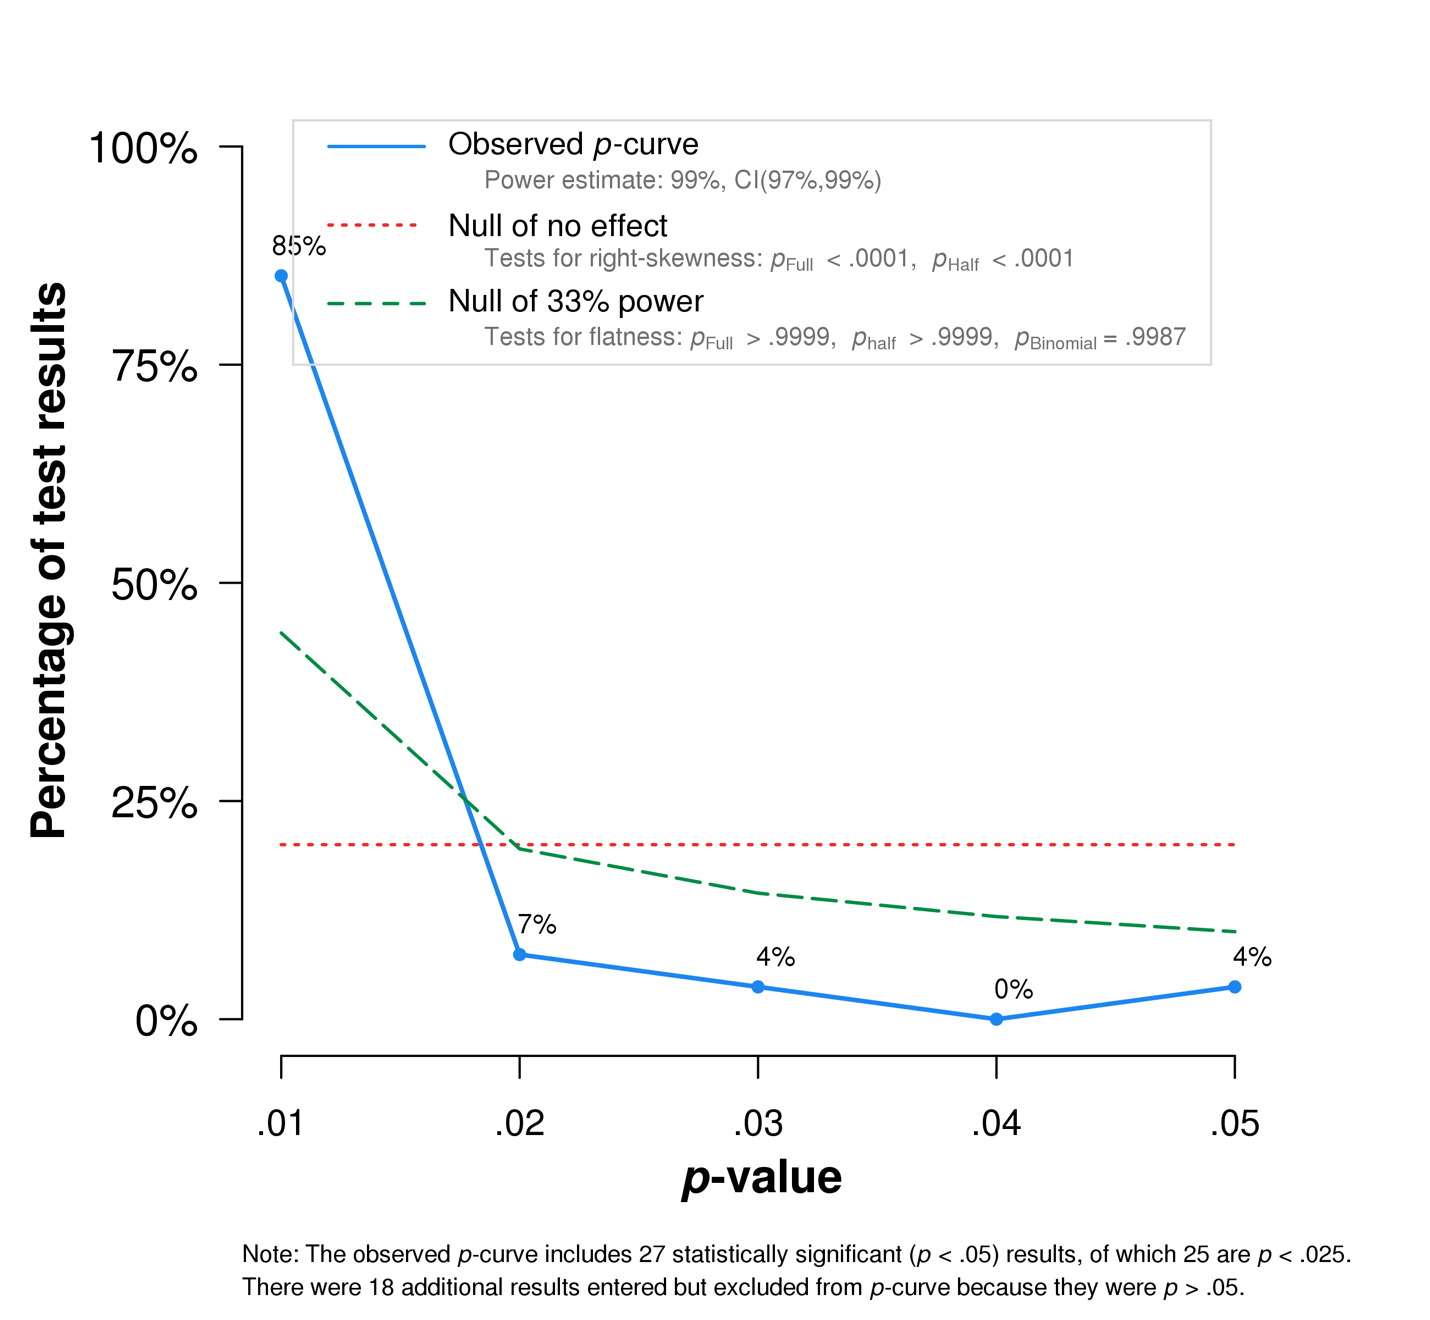 Observed p-curve
Power estimate: 99%, CI(97%,99%)
Null of no effect
Tests for right-skewness: pFull < .0001, pHalf < .0001
Null of 33% power
Tests for flatness: pFull > .9999, phalf > .9999, pBinomial = .9987
100%
75%
50%
25%
0%
Percentage of test results
85%
7%
4%
0%
4%
.01
.02
.03
.04
.05
p-value
Note: The observed p-curve includes 27 statistically significant (p < .05) results, of which 25 are p < .025.
There were 18 additional results entered but excluded from p-curve because they were p > .05.